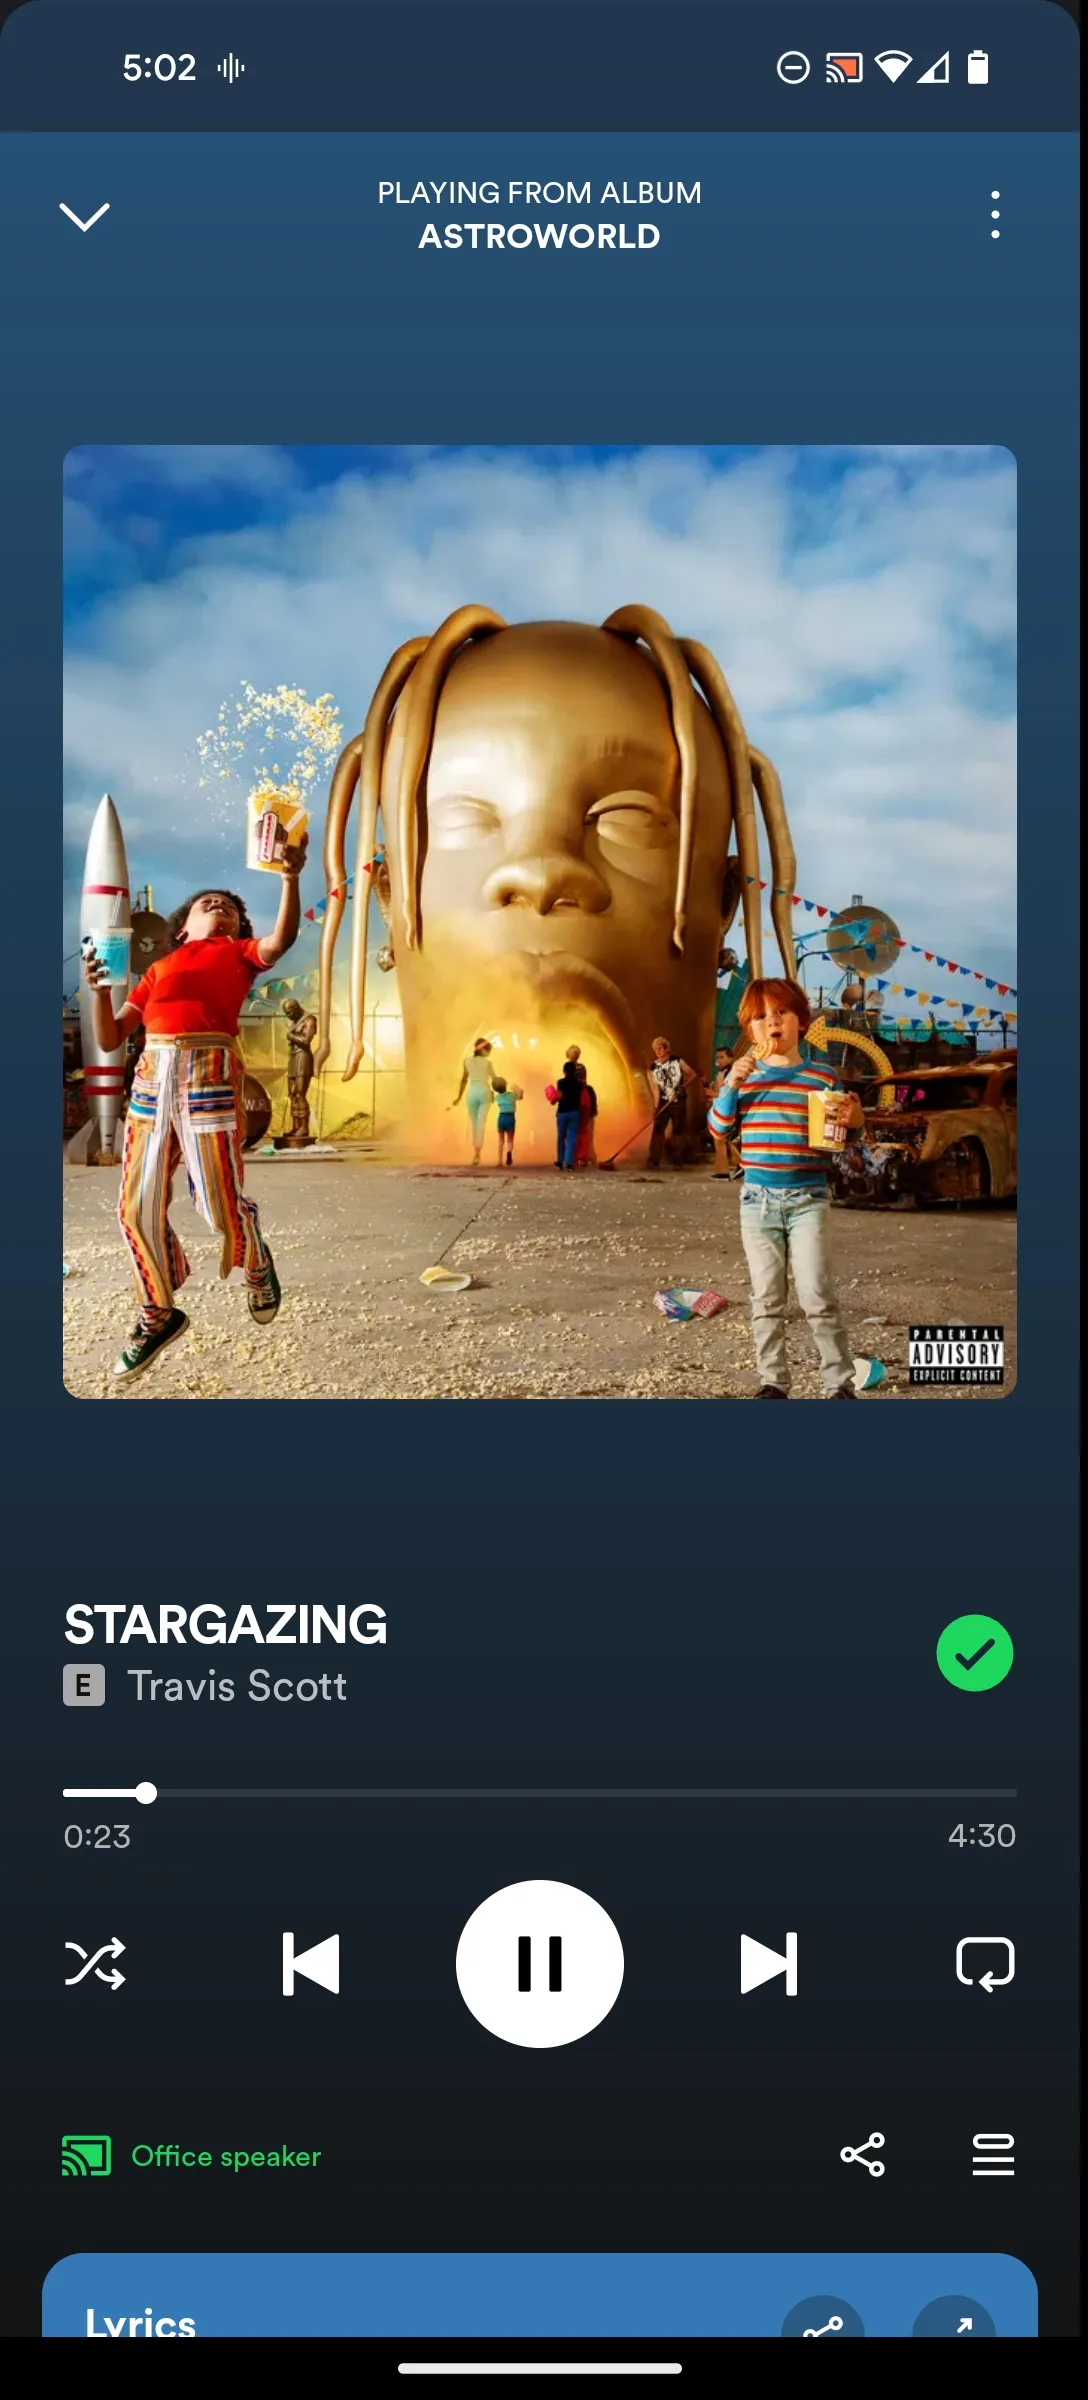 5:02
PLAYING FROM ALBUM
ASTROWORLD
PARENTAL
ADVISORY
EXPLICIT CONTENT
STARGAZING
E Travis Scott
0:23
4:30
Office speaker
Lyrics